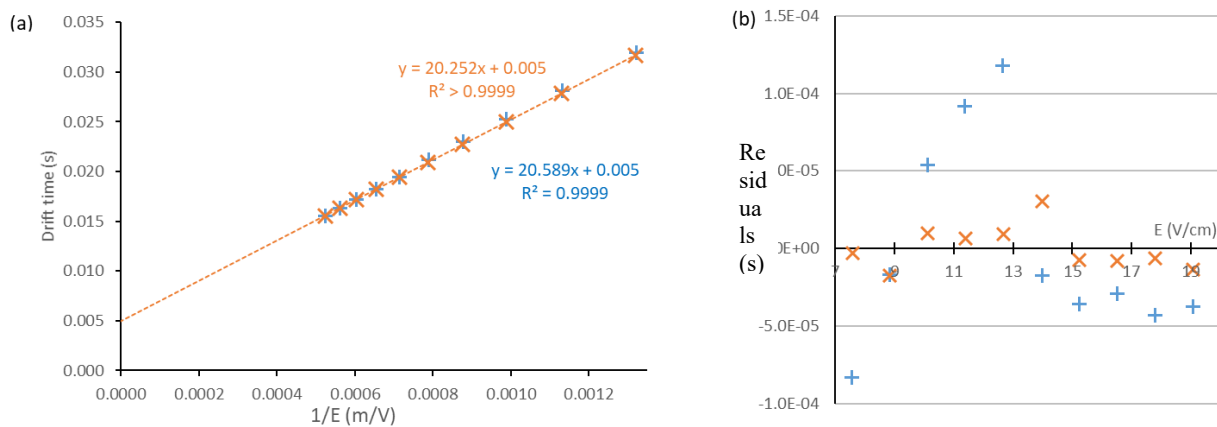 (a)
0.035
0.030
0.025
0.020
0.015
0.010
0.005
0.000
Drift time (s)
y = 20.252x + 0.005
R² > 0.9999
y = 20.589x + 0.005
R² = 0.9999
0.0000
0.0002
0.0004
0.0006
0.0008
0.0010
0.0012
1/E (m/V)
(b)
1.5E-04
1.0E-04
0E-05
0E+00
-5.0E-05
-1.0E-04
Re
sid
ua
ls
(s)
E (V/cm)
7
9
11
13
15
17
19